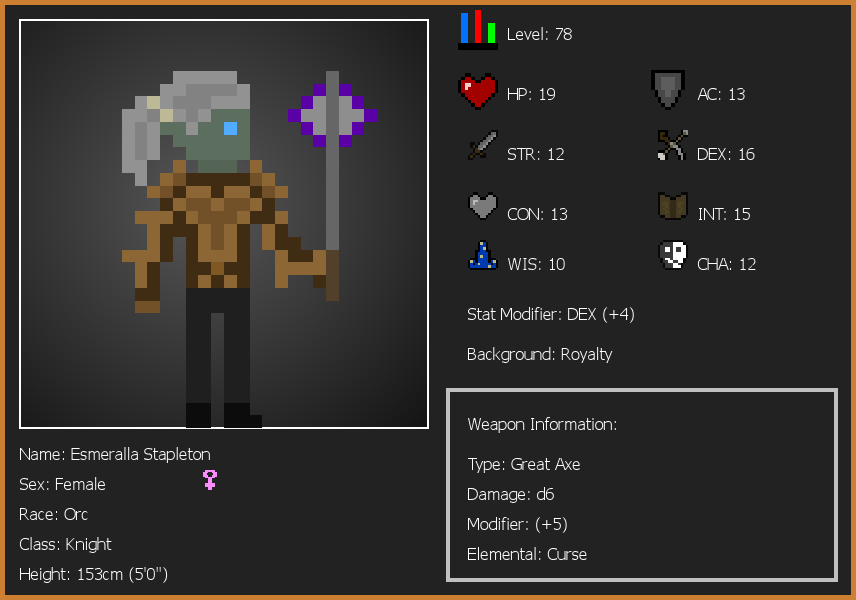 Level: 78
HP: 19
AC: 13
STR: 12
DEX: 16
CON: 13
INT: 15
WIS: 10
CHA: 12
Stat Modifier: DEX (+4)
Background: Royalty
Weapon Information:
Type: Great Axe
Damage: d6
Modifier: (+5)
Elemental: Curse
Name: Esmeralla Stapleton
Sex: Female
Race: Orc
Class: Knight
Height: 153cm (5'0")